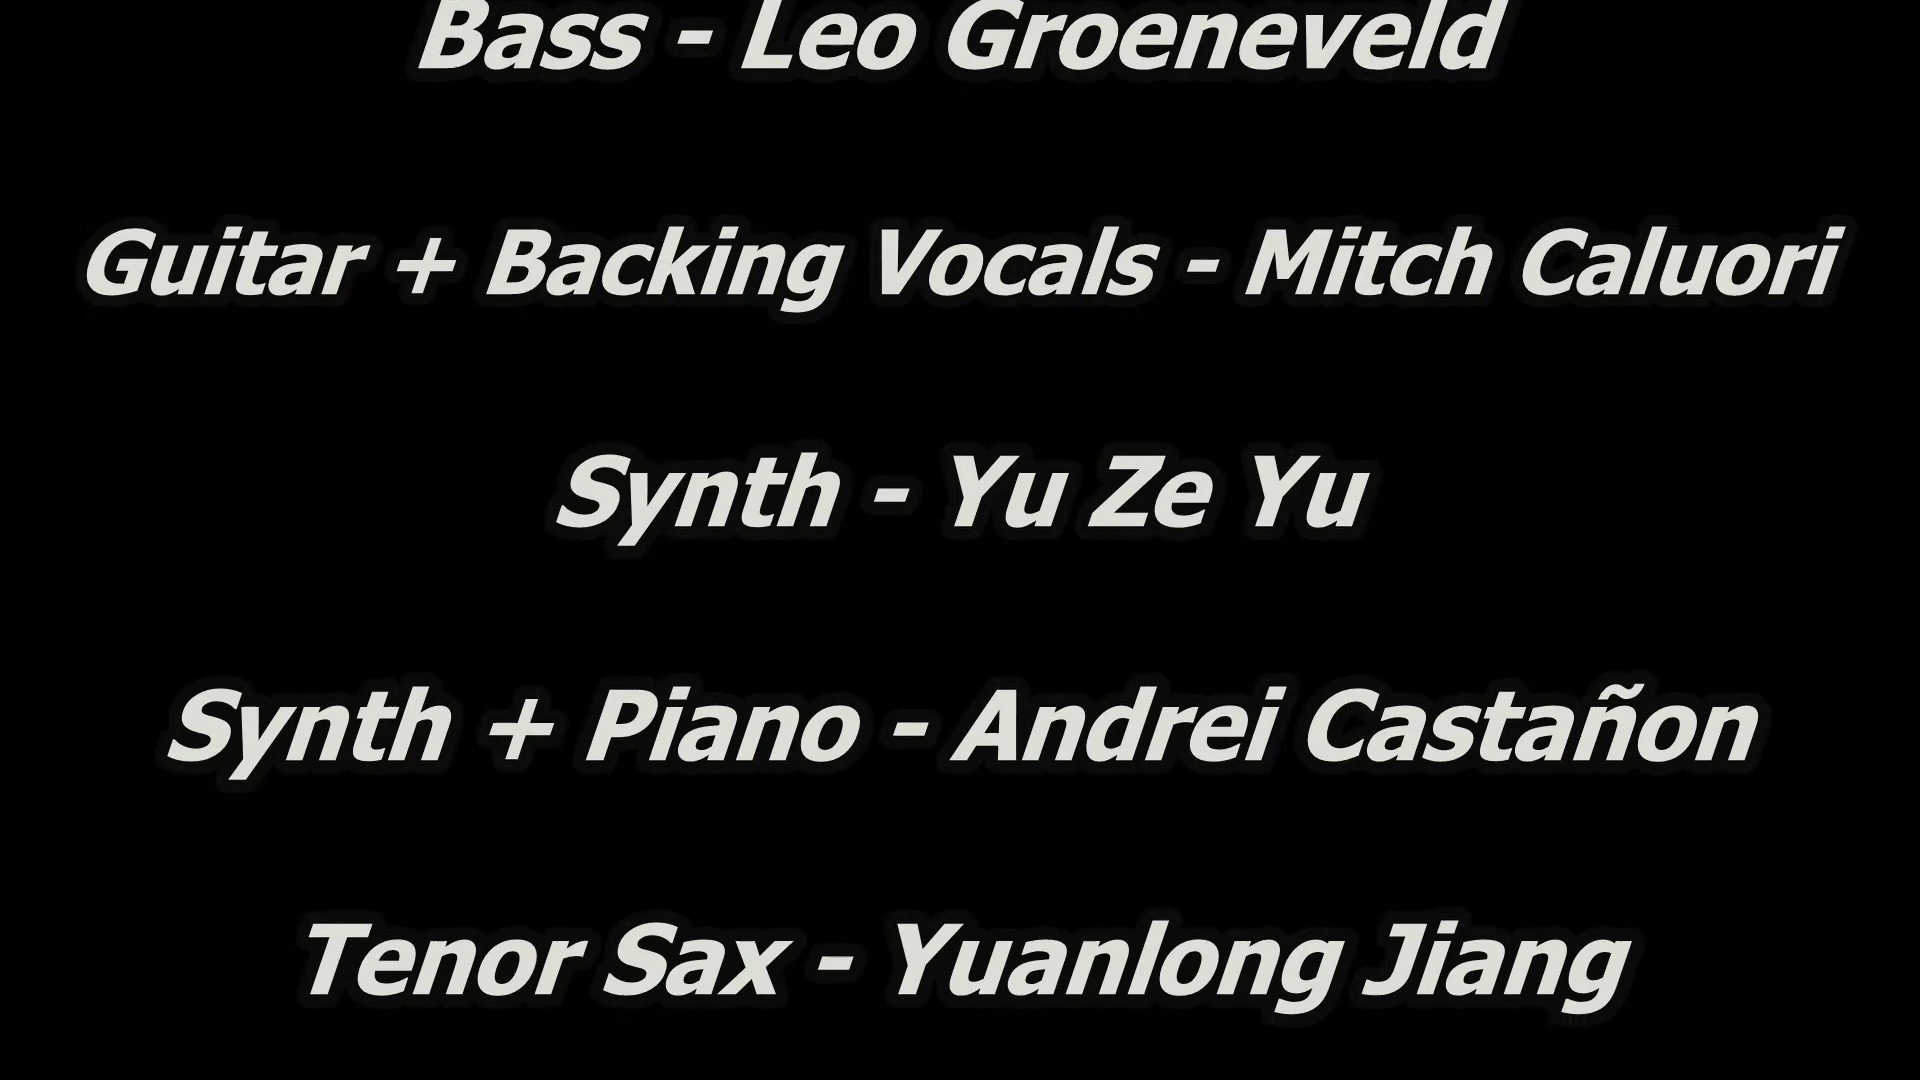 Bass - Leo Groeneveld
Guitar + Backing Vocals - Mitch Caluori
Synth - Yu Ze Yu
Synth + Piano - Andrei Castañon
Tenor Sax - Yuanlong Jiang